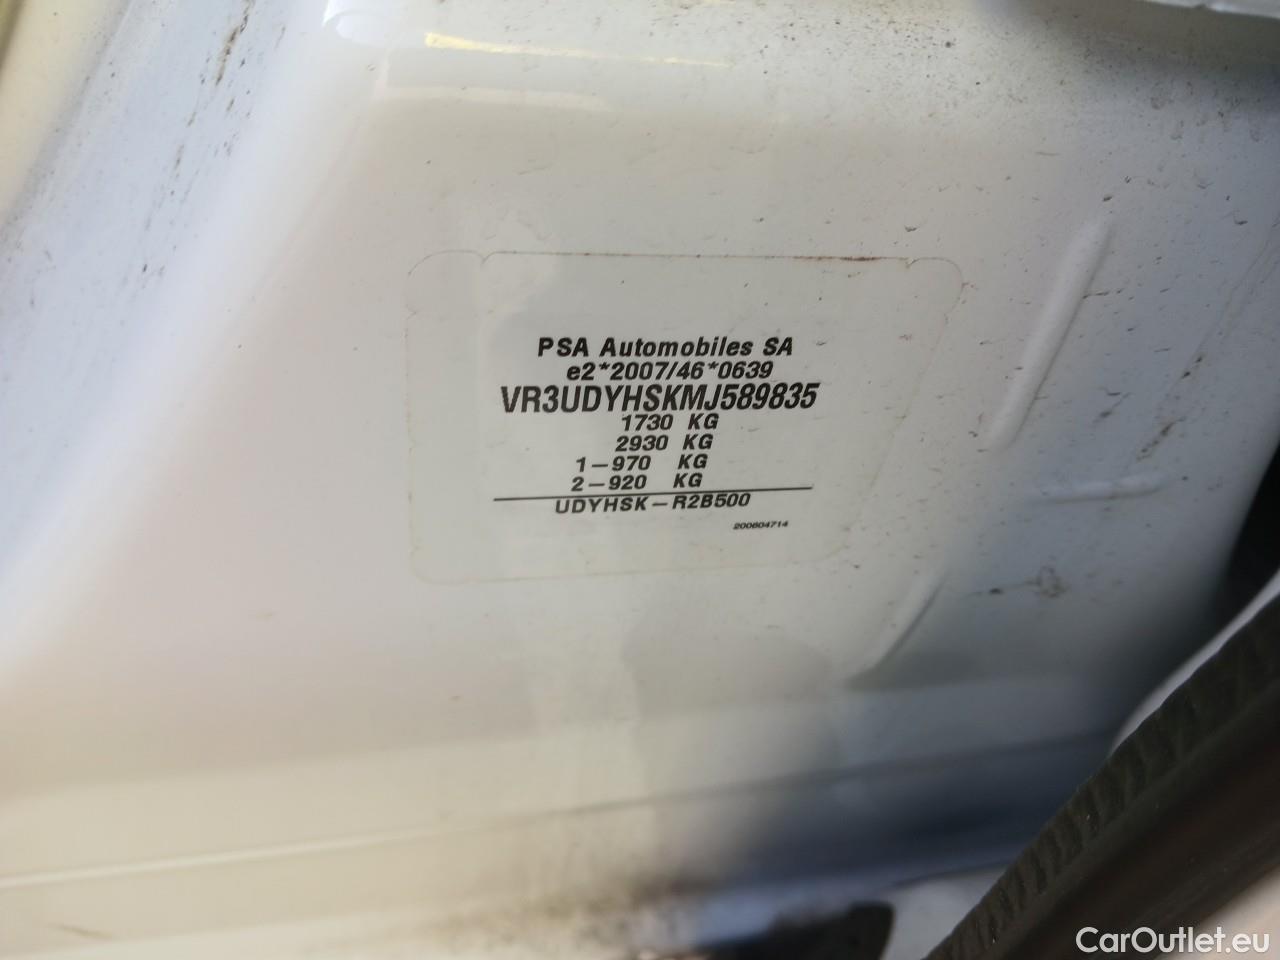 PSA Automobiles SA
e2*2007/46*0639
VR3UDYHSKMJ589835
1730 KG
2930 KG
1-970 KG
2-920 KG
UDYHSK-R2B500
200604714
CarOutlet.eu